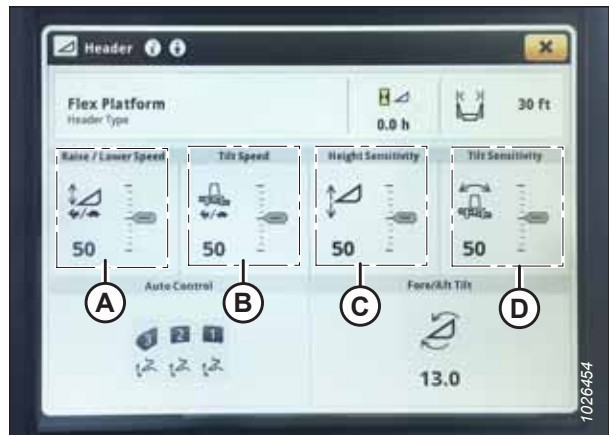 Header
Flex Platform
Header Type
0.0 h
30 ft
Raise / Lower Speed
Tilt Speed
Height Sensitivity
Tilt Sensitivity
50
50
50
50
A
B
C
D
Auto Control
Fore/Aft Tilt
3 2 1
13.0
1026454